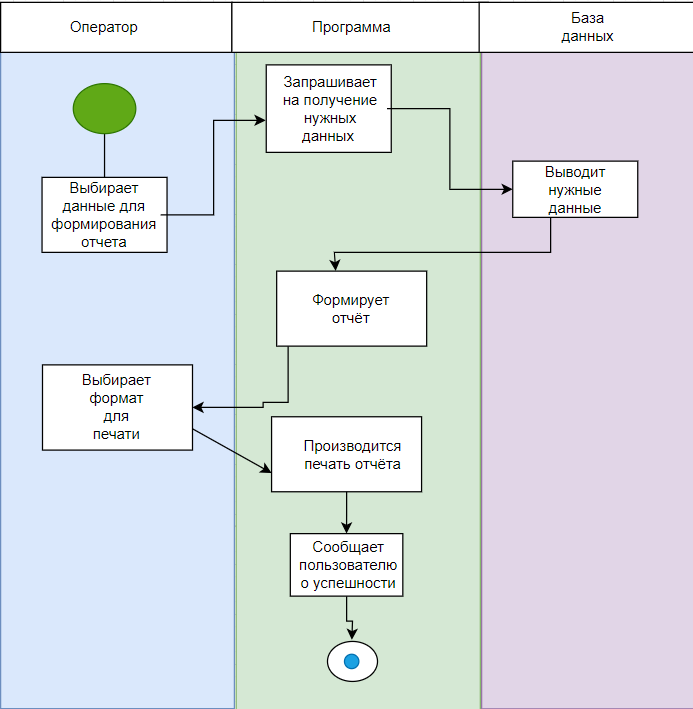 Оператор
Программа
База
данных
Запрашивает
на получение
нужных
данных
Выбирает
данные для
формирования
отчета
Выводит
нужные
данные
Формирует
отчёт
Выбирает
формат
для
печати
Производится
печать отчёта
Сообщает
пользователю
о успешности